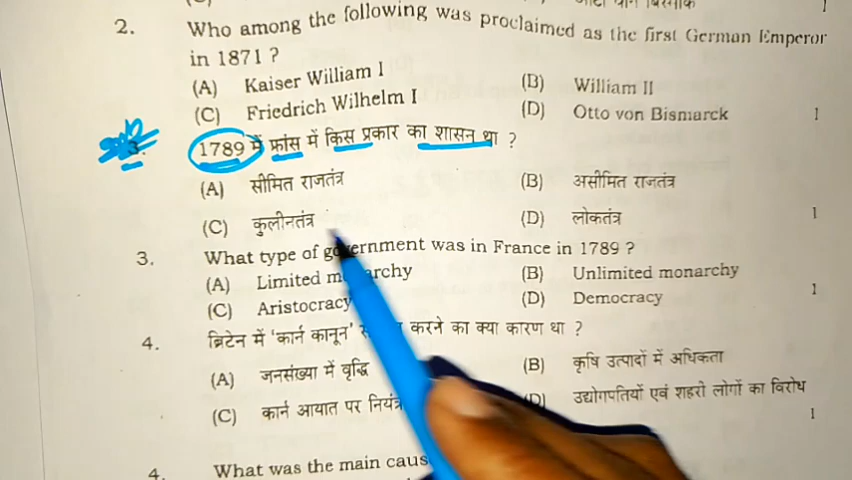 2. Who among the following was proclaimed as the first German Emperor
in 1871 ?
(A) Kaiser William I (B) William II
(C) Friedrich Wilhelm I (D) Otto von Bismarck 1
3. 1789 में फ्रांस में किस प्रकार का शासन था ?
(A) सीमित राजतंत्र (B) असीमित राजतंत्र
(C) कुलीनतंत्र (D) लोकतंत्र 1
3. What type of government was in France in 1789 ?
(A) Limited monarchy (B) Unlimited monarchy
(C) Aristocracy (D) Democracy 1
4. ब्रिटेन में 'कार्न कानून' करने का क्या कारण था ?
(A) जनसंख्या में वृद्धि (B) कृषि उत्पादों में अधिकता
(C) कार्न आयात पर (D) उद्योगपतियों एवं शहरी लोगों का विरोध
1
4. What was the main